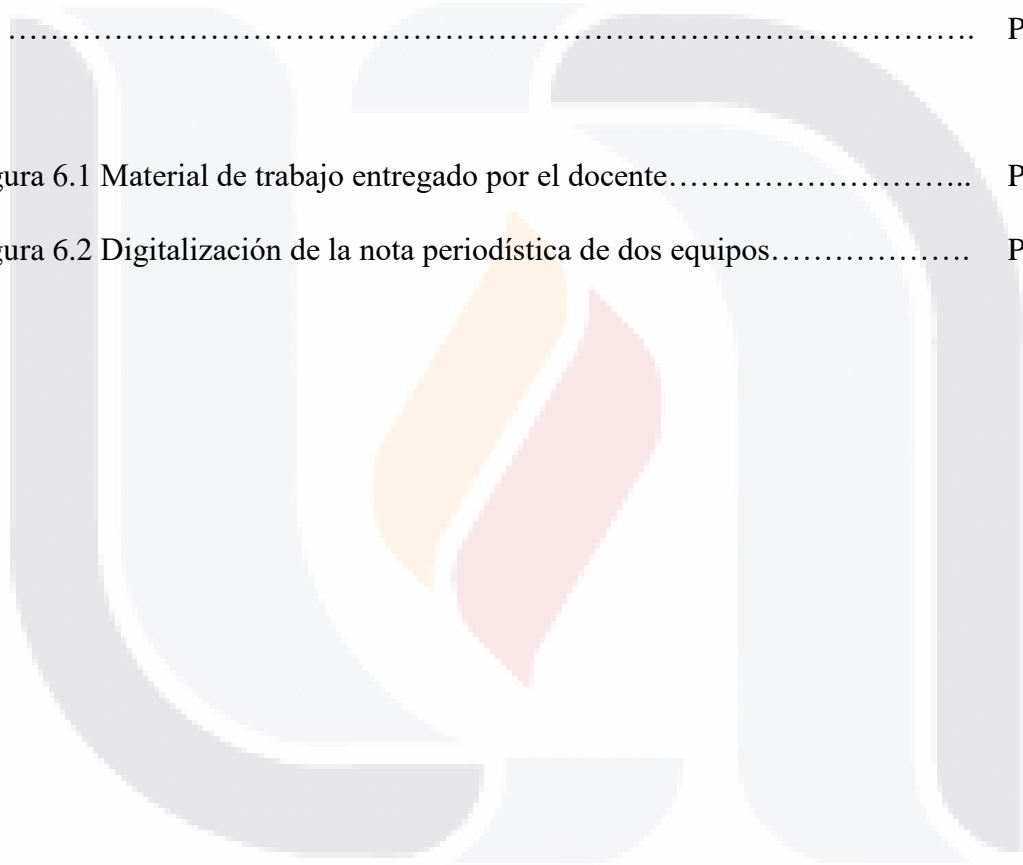 ………………………………………………………………………………………. P
gura 6.1 Material de trabajo entregado por el docente……………………….. P
gura 6.2 Digitalización de la nota periodística de dos equipos………………. P